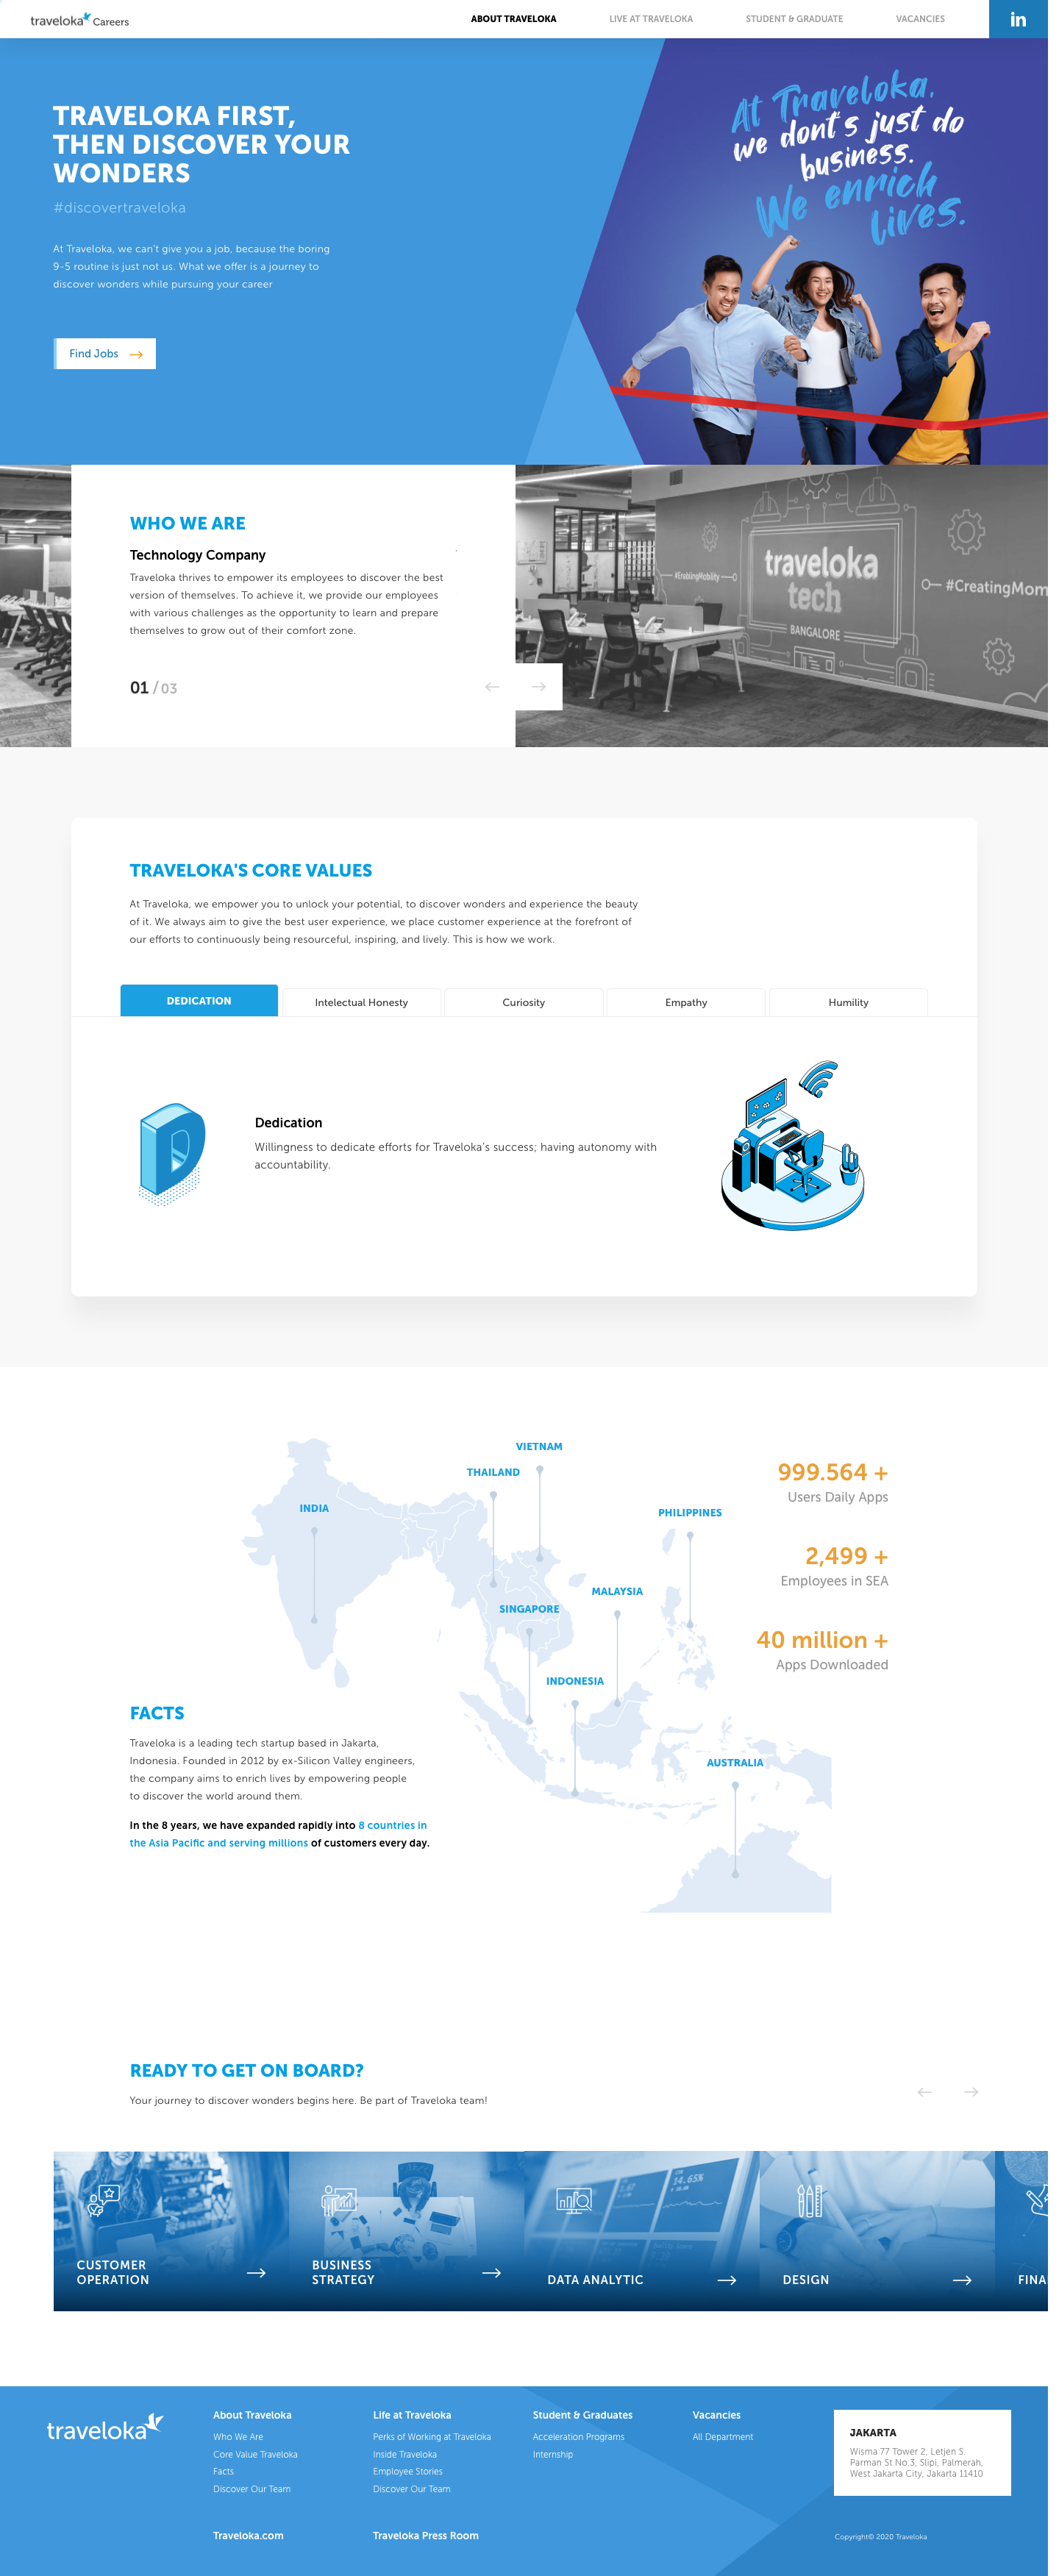 traveloka Careers
ABOUT TRAVELOKA
LIVE AT TRAVELOKA
STUDENT & GRADUATE
VACANCIES
in
TRAVELOKA FIRST,
THEN DISCOVER YOUR
WONDERS
#discovertraveloka
At Traveloka, we can't give you a job, because the boring
9-5 routine is just not us. What we offer is a journey to
discover wonders while pursuing your career
Find Jobs
At Traveloka,
we dont's just do
business.
We enrich
lives.
WHO WE ARE
Technology Company
Traveloka thrives to empower its employees to discover the best
version of themselves. To achieve it, we provide our employees
with various challenges as the opportunity to learn and prepare
themselves to grow out of their comfort zone.
01 / 03
#EnablingMobility
traveloka
tech
BANGALORE
#CreatingMom
TRAVELOKA'S CORE VALUES
At Traveloka, we empower you to unlock your potential, to discover wonders and experience the beauty
of it. We always aim to give the best user experience, we place customer experience at the forefront of
our efforts to continuously being resourceful, inspiring, and lively. This is how we work.
DEDICATION
Intelectual Honesty
Curiosity
Empathy
Humility
D
Dedication
Willingness to dedicate efforts for Traveloka's success; having autonomy with
accountability.
VIETNAM
THAILAND
INDIA
PHILIPPINES
MALAYSIA
SINGAPORE
INDONESIA
AUSTRALIA
999.564 +
Users Daily Apps
2,499 +
Employees in SEA
40 million +
Apps Downloaded
FACTS
Traveloka is a leading tech startup based in Jakarta,
Indonesia. Founded in 2012 by ex-Silicon Valley engineers,
the company aims to enrich lives by empowering people
to discover the world around them.
In the 8 years, we have expanded rapidly into 8 countries in
the Asia Pacific and serving millions of customers every day.
READY TO GET ON BOARD?
Your journey to discover wonders begins here. Be part of Traveloka team!
CUSTOMER
OPERATION
BUSINESS
STRATEGY
14.65%
DATA ANALYTIC
DESIGN
FINA
traveloka
About Traveloka
Who We Are
Core Value Traveloka
Facts
Discover Our Team
Life at Traveloka
Perks of Working at Traveloka
Inside Traveloka
Employee Stories
Discover Our Team
Student & Graduates
Acceleration Programs
Internship
Vacancies
All Department
JAKARTA
Wisma 77 Tower 2, Letjen S.
Parman St No.3, Slipi, Palmerah,
West Jakarta City, Jakarta 11410
Traveloka.com
Traveloka Press Room
Copyright© 2020 Traveloka